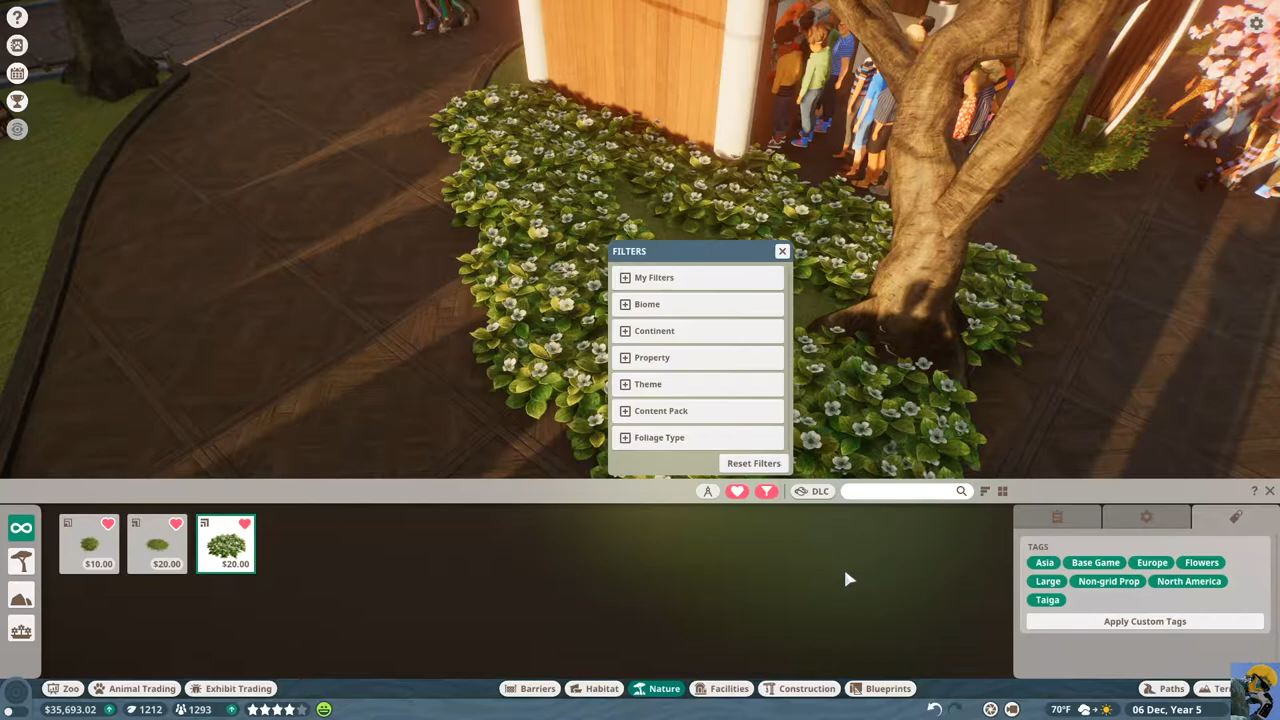 FILTERS
My Filters
Biome
Continent
Property
Theme
Content Pack
Foliage Type
Reset Filters
DLC
?
$10.00
$20.00
$20.00
TAGS
Asia Base Game Europe Flowers
Large Non-grid Prop North America
Taiga
Apply Custom Tags
Zoo Animal Trading Exhibit Trading Barriers Habitat Nature Facilities Construction Blueprints Paths
$35,693.02 1212 1293 70°F 06 Dec, Year 5